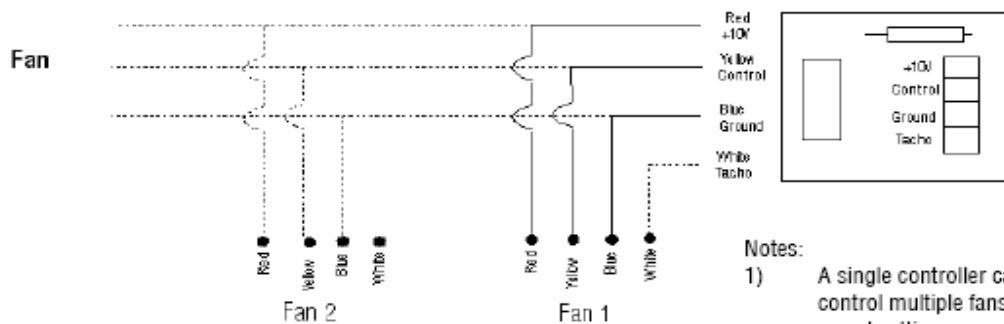 Fan
Red
+10V
Yellow
Control
Blue
Ground
White
Tacho
+10V
Control
Ground
Tacho
Red
Yellow
Blue
White
Fan 2
Red
Yellow
Blue
White
Fan 1
Notes:
1) A single controller ca
control multiple fans